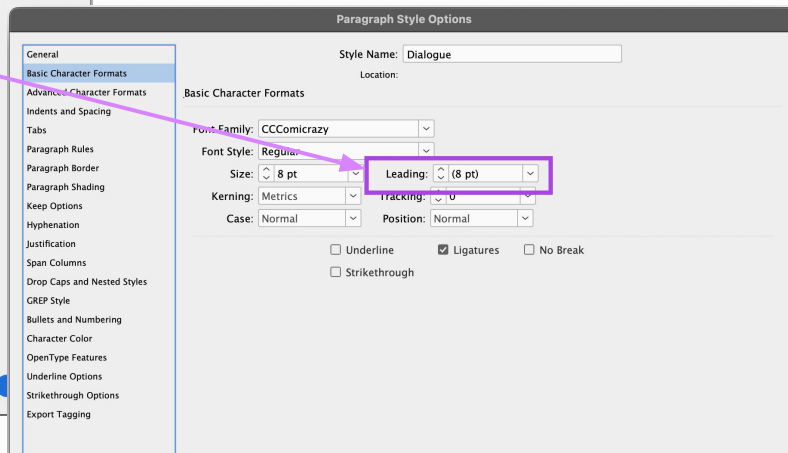 Paragraph Style Options
General
Basic Character Formats
Advanced Character Formats
Indents and Spacing
Tabs
Paragraph Rules
Paragraph Border
Paragraph Shading
Keep Options
Hyphenation
Justification
Span Columns
Drop Caps and Nested Styles
GREP Style
Bullets and Numbering
Character Color
OpenType Features
Underline Options
Strikethrough Options
Export Tagging
Style Name: Dialogue
Location:
Basic Character Formats
Font Family: CCComicrazy
Font Style: Regular
Size: 8 pt Leading: (8 pt)
Kerning: Metrics Tracking: 0
Case: Normal Position: Normal
Underline Ligatures No Break
Strikethrough